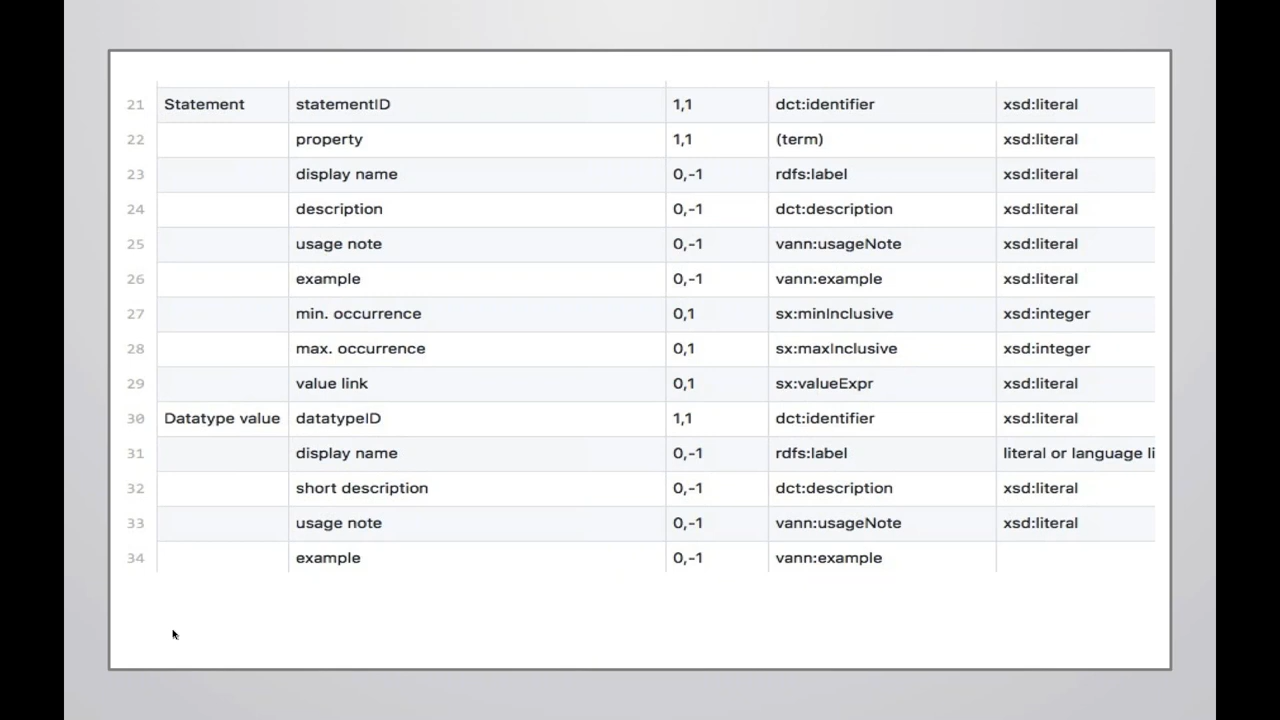 21 Statement statementID 1,1 dct:identifier xsd:literal
22 property 1,1 (term) xsd:literal
23 display name 0,-1 rdfs:label xsd:literal
24 description 0,-1 dct:description xsd:literal
25 usage note 0,-1 vann:usageNote xsd:literal
26 example 0,-1 vann:example xsd:literal
27 min. occurrence 0,1 sx:minInclusive xsd:integer
28 max. occurrence 0,1 sx:maxInclusive xsd:integer
29 value link 0,1 sx:valueExpr xsd:literal
30 Datatype value datatypeID 1,1 dct:identifier xsd:literal
31 display name 0,-1 rdfs:label literal or language li
32 short description 0,-1 dct:description xsd:literal
33 usage note 0,-1 vann:usageNote xsd:literal
34 example 0,-1 vann:example